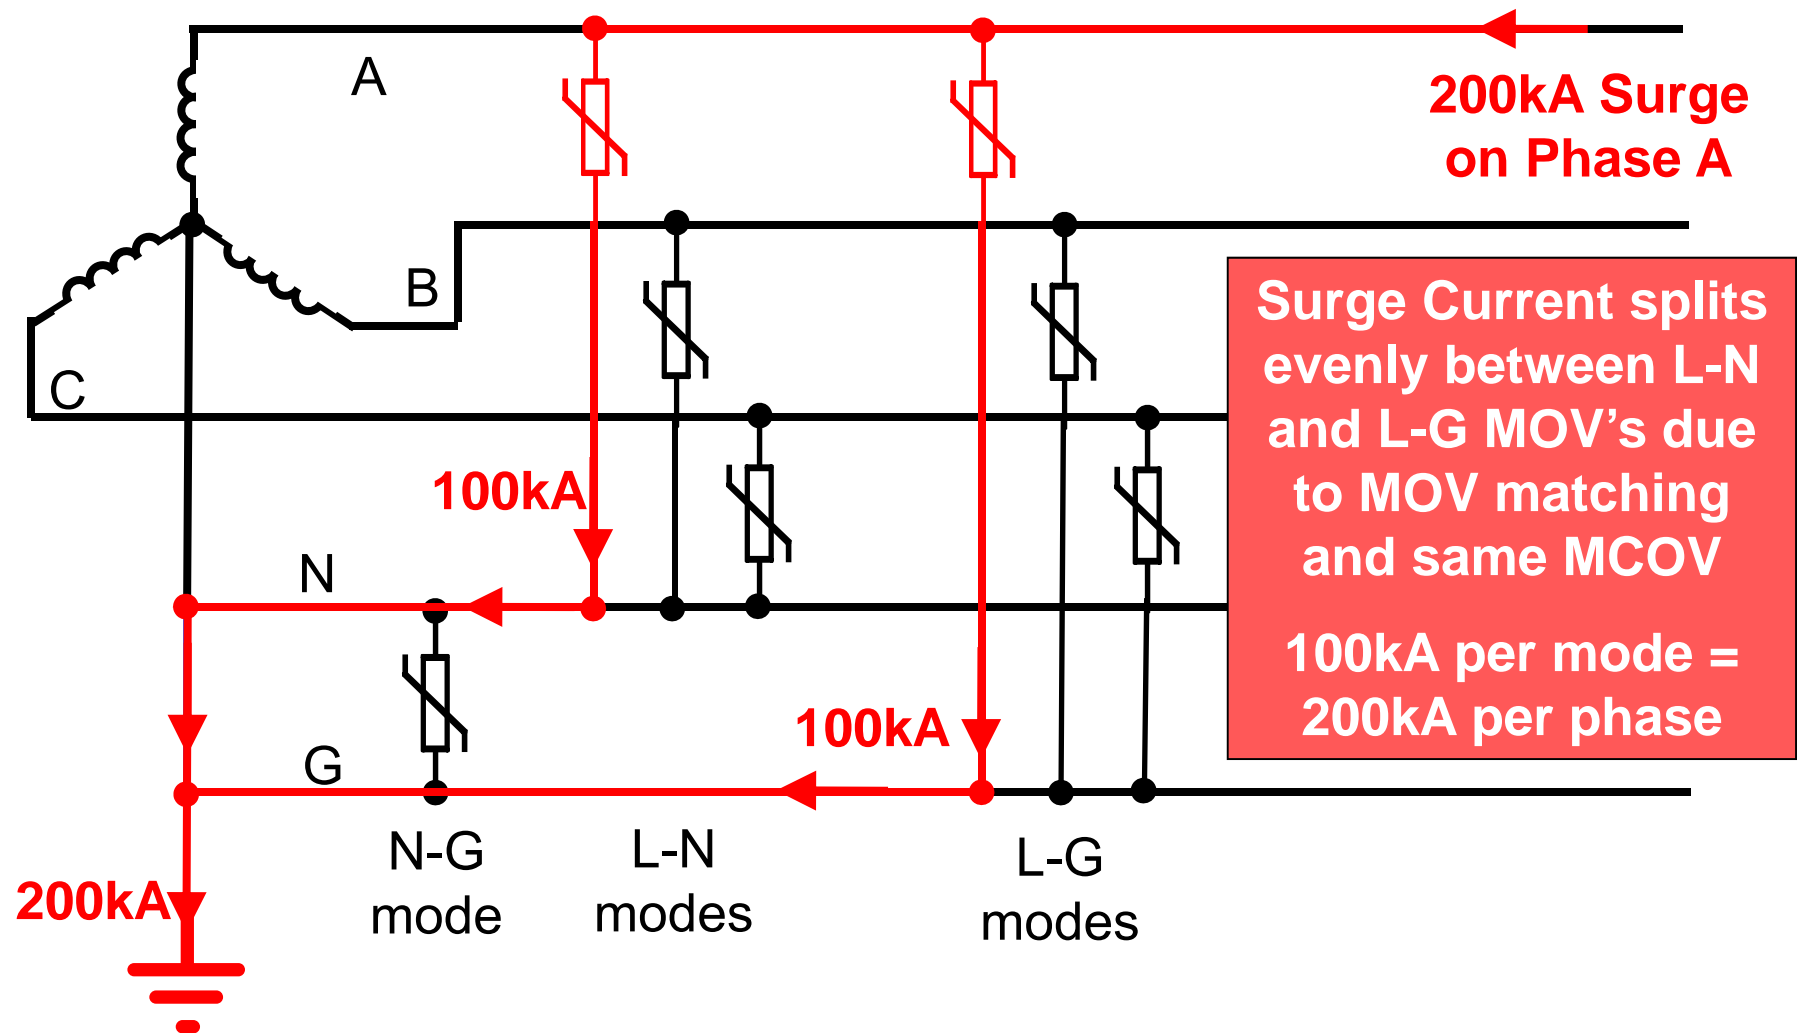 A
200kA Surge
on Phase A
B
C
Surge Current splits
evenly between L-N
and L-G MOV’s due
to MOV matching
and same MCOV
100kA per mode =
200kA per phase
100kA
N
100kA
G
N-G
mode
L-N
modes
L-G
modes
200kA